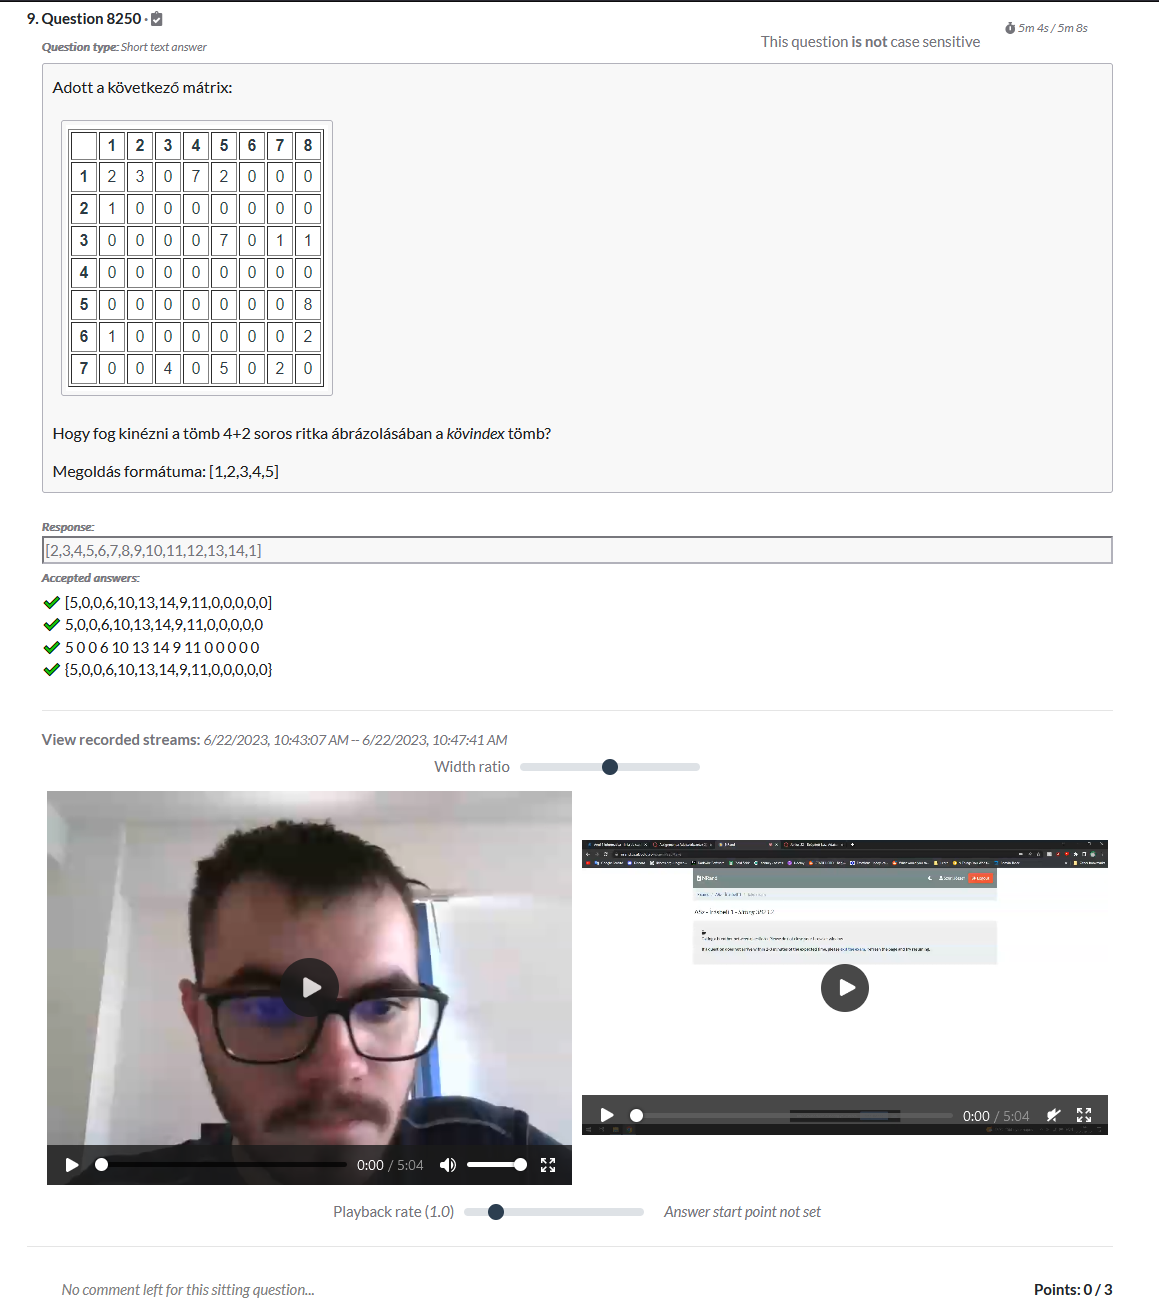 9. Question 8250 ·
5m 4s / 5m 8s
Question type: Short text answer
This question is not case sensitive
Adott a következő mátrix:
1 2 3 4 5 6 7 8
1 2 3 0 7 2 0 0 0
2 1 0 0 0 0 0 0 0
3 0 0 0 0 7 0 1 1
4 0 0 0 0 0 0 0 0
5 0 0 0 0 0 0 0 8
6 1 0 0 0 0 0 0 2
7 0 0 4 0 5 0 2 0
Hogy fog kinézni a tömb 4+2 soros ritka ábrázolásában a kövindex tömb?
Megoldás formátuma: [1,2,3,4,5]
Response:
[2,3,4,5,6,7,8,9,10,11,12,13,14,1]
Accepted answers:
[5,0,0,6,10,13,14,9,11,0,0,0,0,0]
5,0,0,6,10,13,14,9,11,0,0,0,0,0
5 0 0 6 10 13 14 9 11 0 0 0 0 0
{5,0,0,6,10,13,14,9,11,0,0,0,0,0}
View recorded streams: 6/22/2023, 10:43:07 AM -- 6/22/2023, 10:47:41 AM
Width ratio
0:00 / 5:04
0:00 / 5:04
Playback rate (1.0)
Answer start point not set
No comment left for this sitting question...
Points: 0 / 3